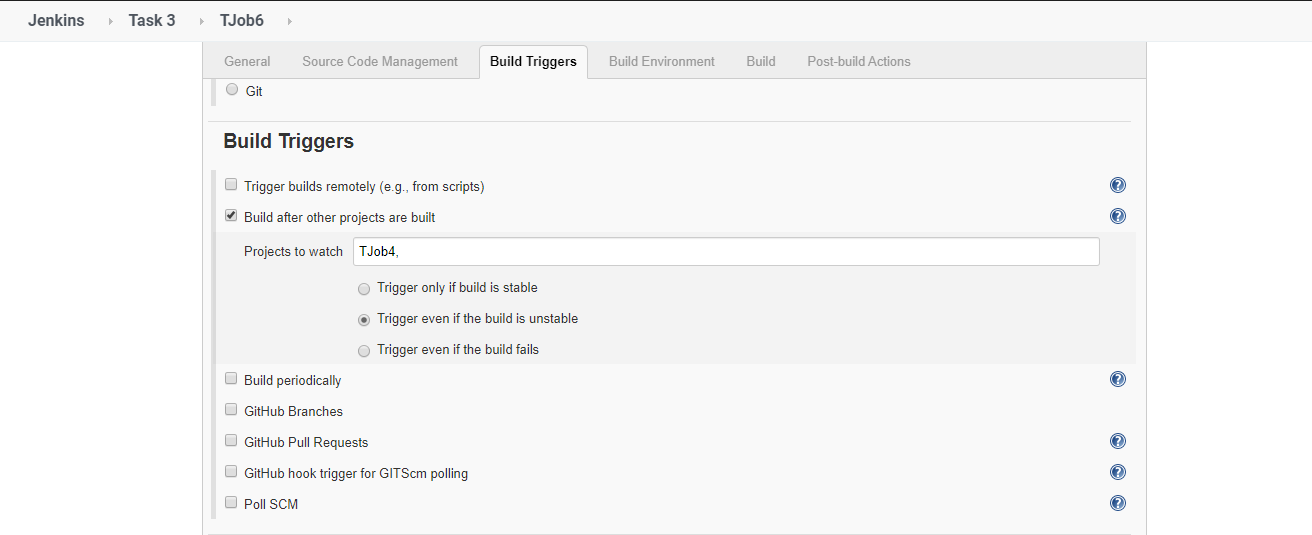 Jenkins Task 3 TJob6
General Source Code Management Build Triggers Build Environment Build Post-build Actions
Git
Build Triggers
Trigger builds remotely (e.g., from scripts) ?
Build after other projects are built ?
Projects to watch TJob4,
Trigger only if build is stable
Trigger even if the build is unstable
Trigger even if the build fails
Build periodically ?
GitHub Branches
GitHub Pull Requests ?
GitHub hook trigger for GITScm polling ?
Poll SCM ?